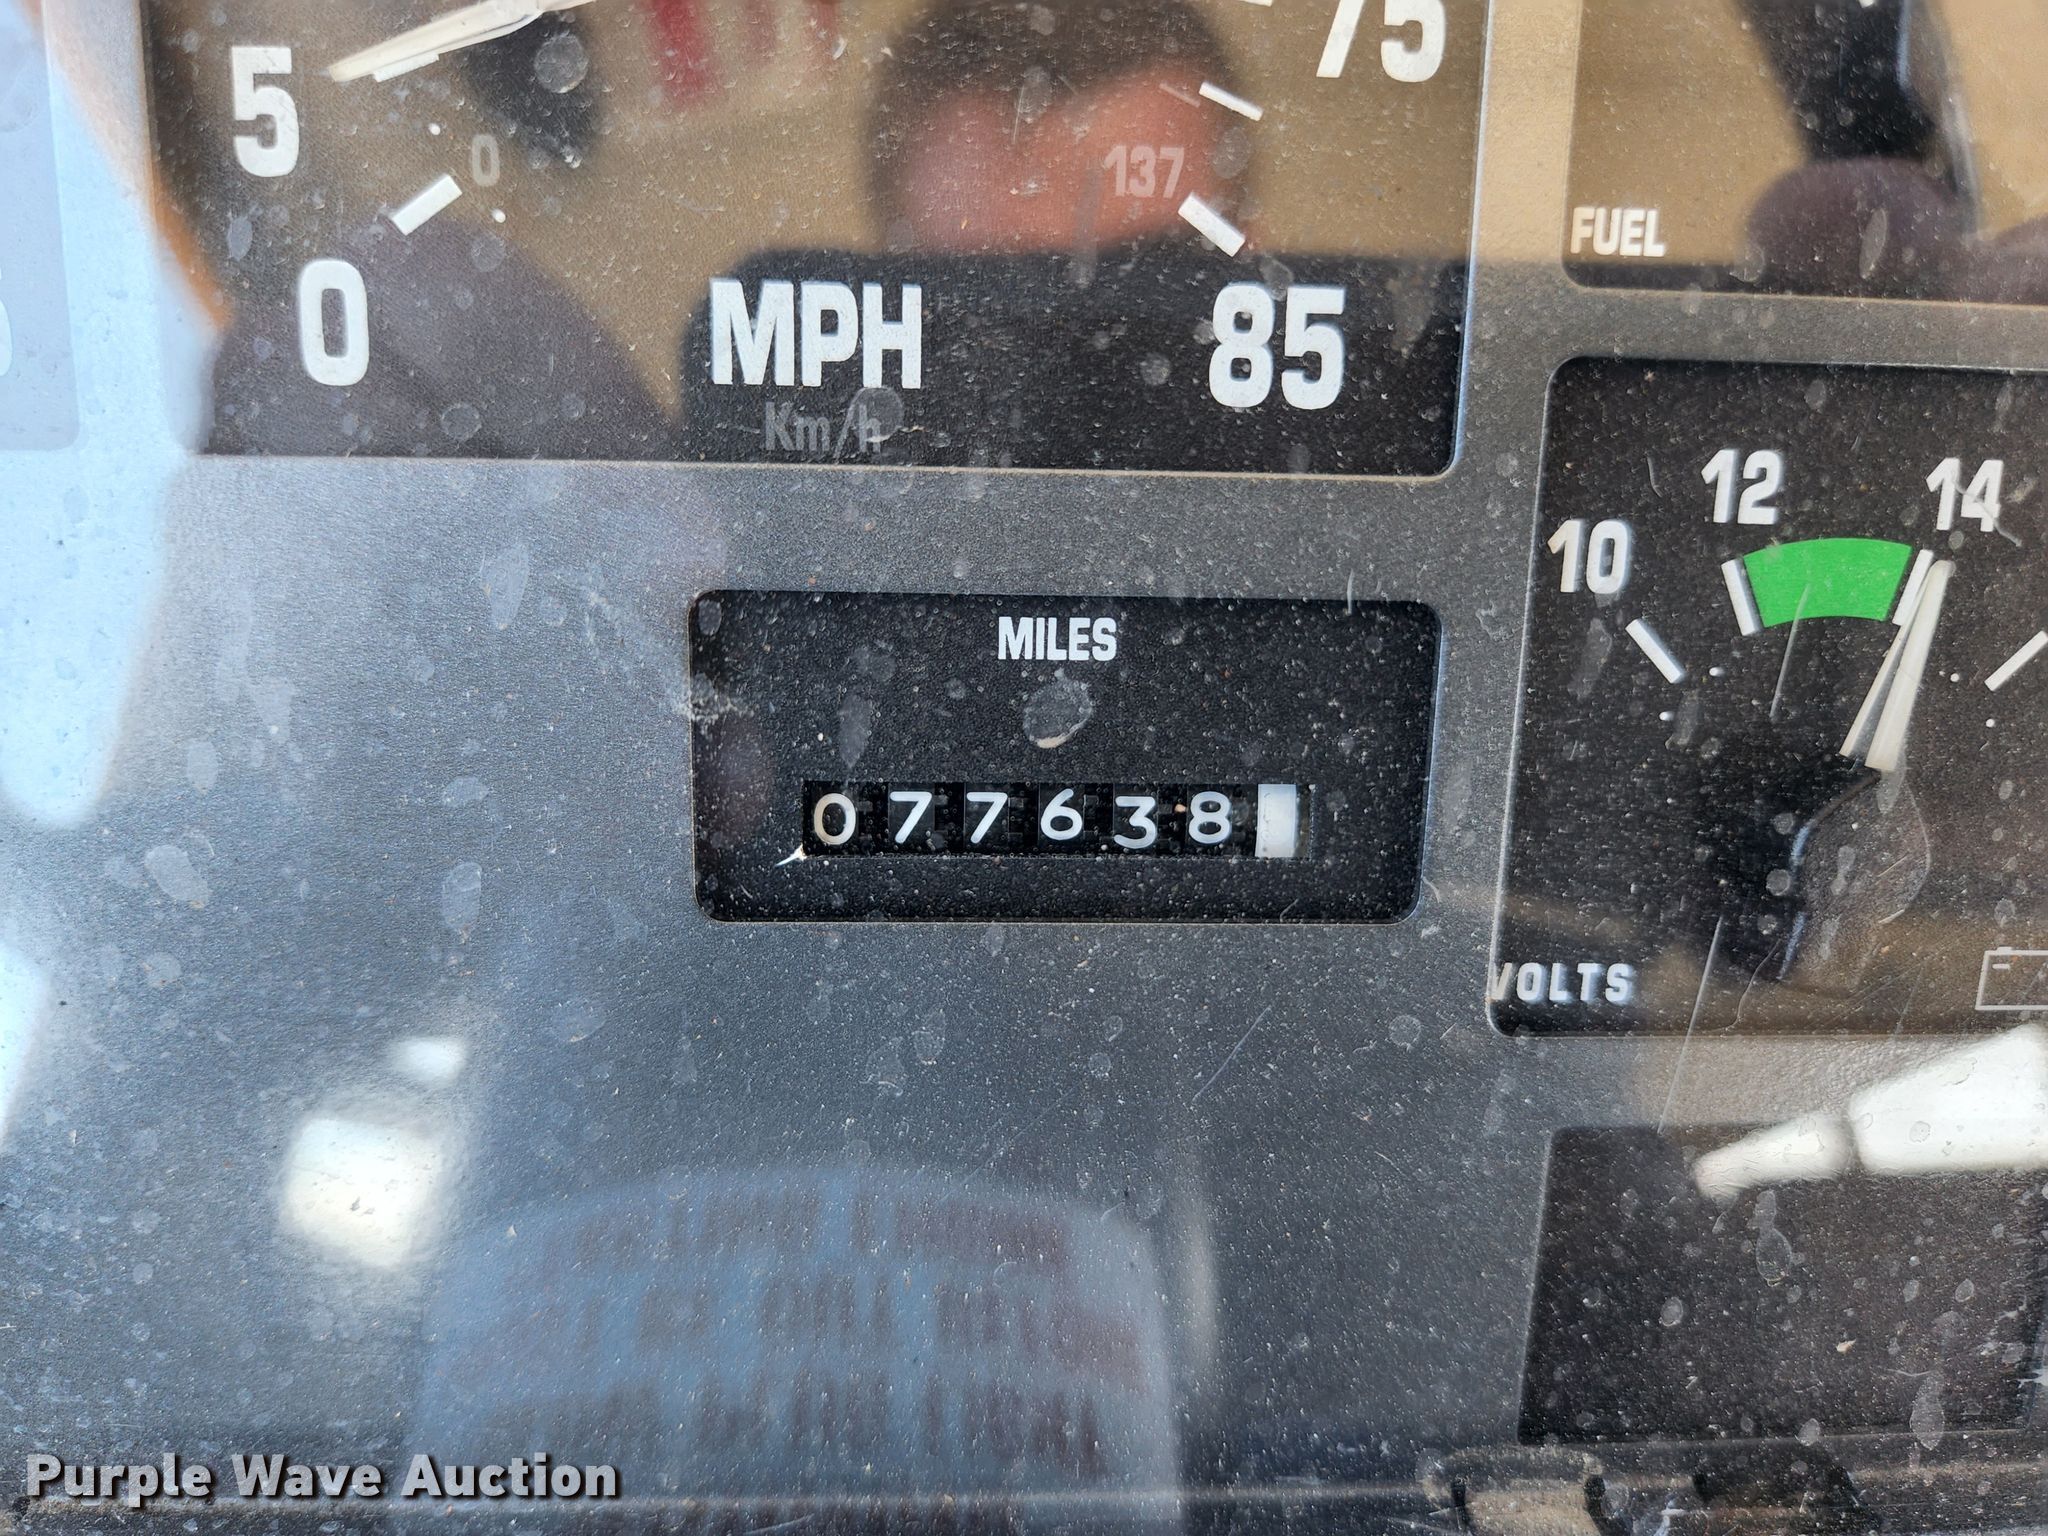 75
5
0
137
FUEL
0
MPH
85
Km/h
12
14
10
MILES
077638
VOLTS
Purple Wave Auction